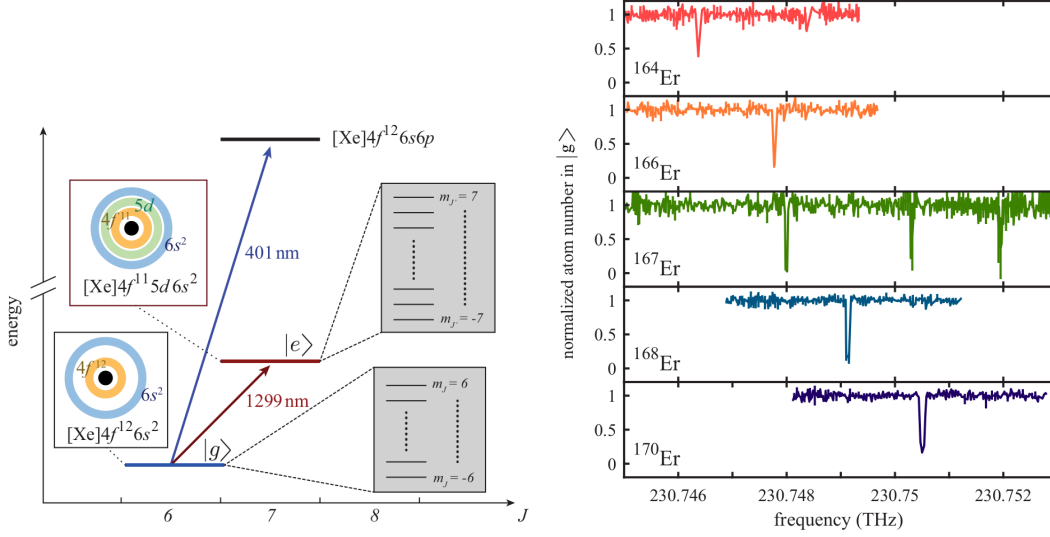 [Xe]4f¹²6s6p
m_J' = 7
m_J' = -7
4f¹¹
5d
6s²
[Xe]4f¹¹5d6s²
401 nm
energy
|e>
4f¹²
6s²
[Xe]4f¹²6s²
1299 nm
|g>
m_J = 6
m_J = -6
6
7
8
J
normalized atom number in |g>
1
0.5
0
¹⁶⁴Er
1
0.5
0
¹⁶⁶Er
1
0.5
0
¹⁶⁷Er
1
0.5
0
¹⁶⁸Er
1
0.5
0
¹⁷⁰Er
230.746
230.748
230.75
230.752
frequency (THz)